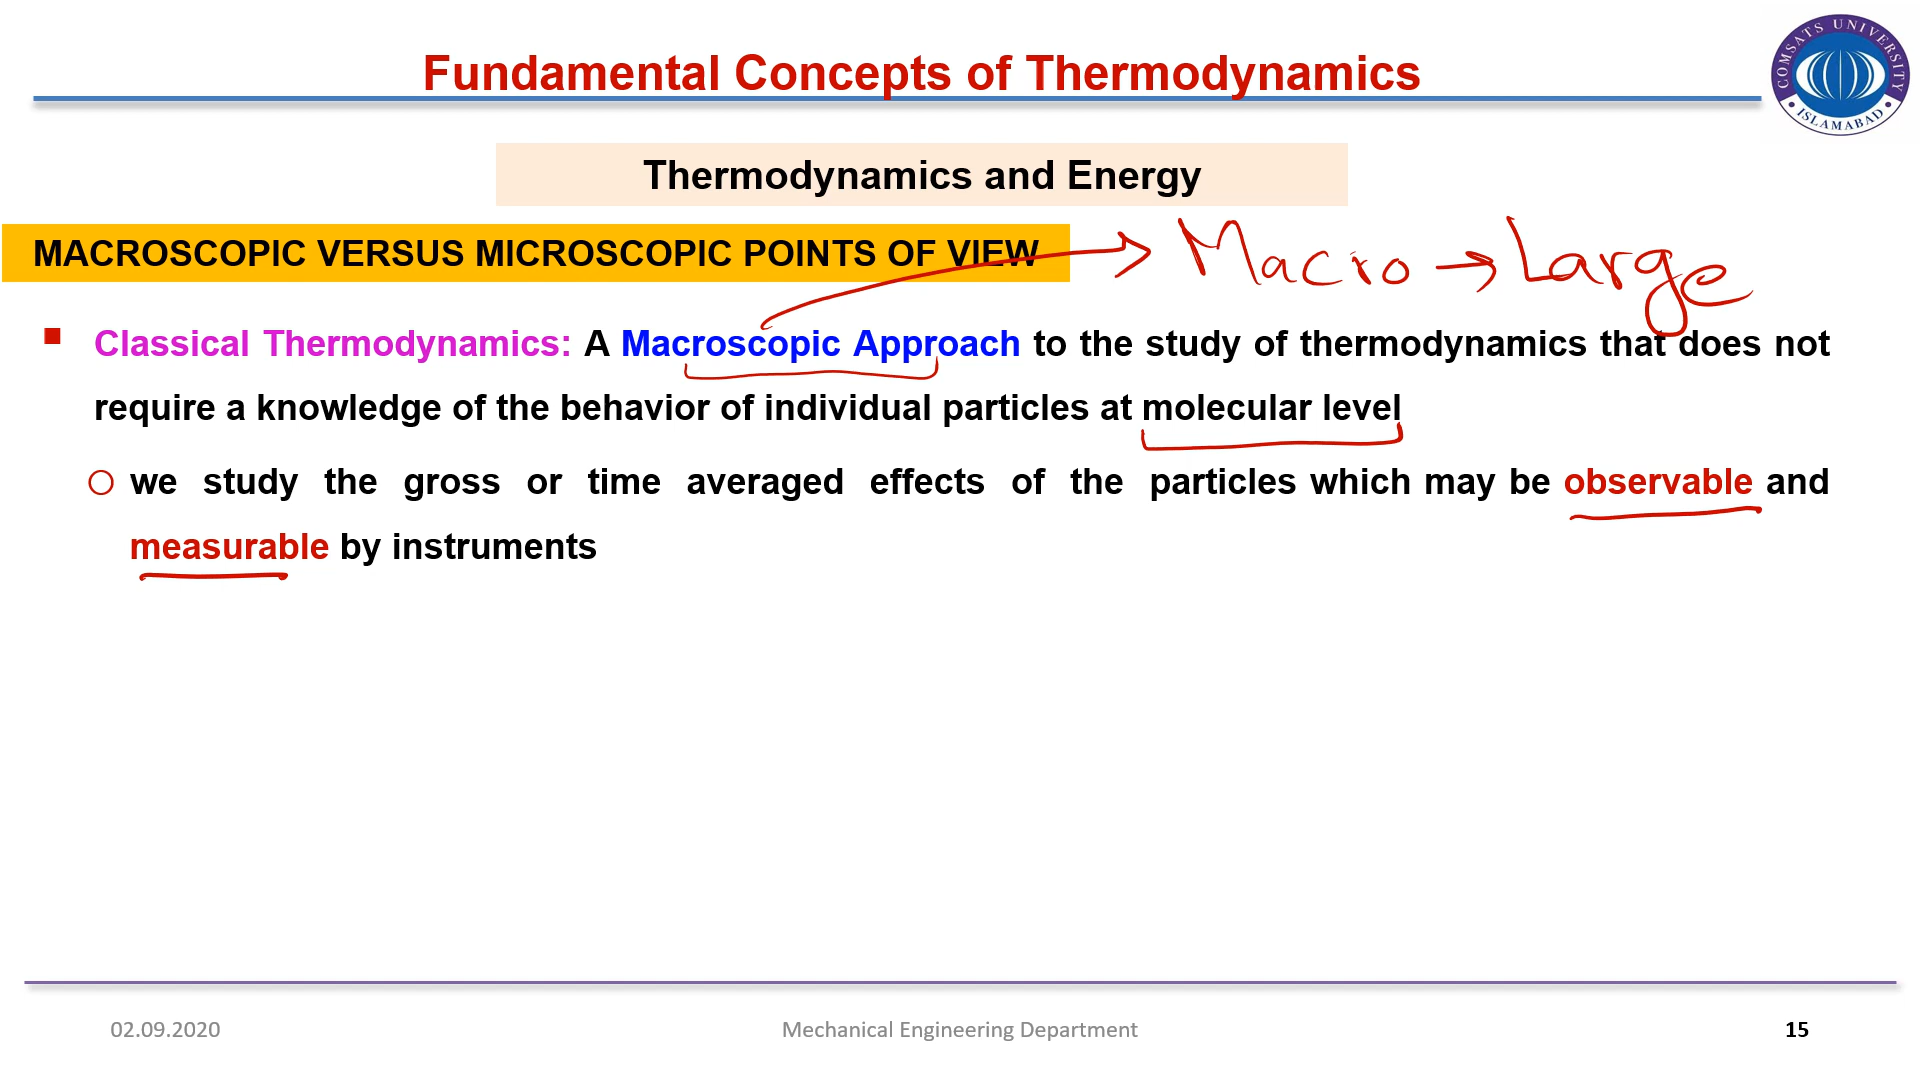 Fundamental Concepts of Thermodynamics
COMSATS UNIVERSITY
ISLAMABAD
Thermodynamics and Energy
MACROSCOPIC VERSUS MICROSCOPIC POINTS OF VIEW
Macro → Large
Classical Thermodynamics: A Macroscopic Approach to the study of thermodynamics that does not
require a knowledge of the behavior of individual particles at molecular level
we study the gross or time averaged effects of the particles which may be observable and
measurable by instruments
02.09.2020
Mechanical Engineering Department
15